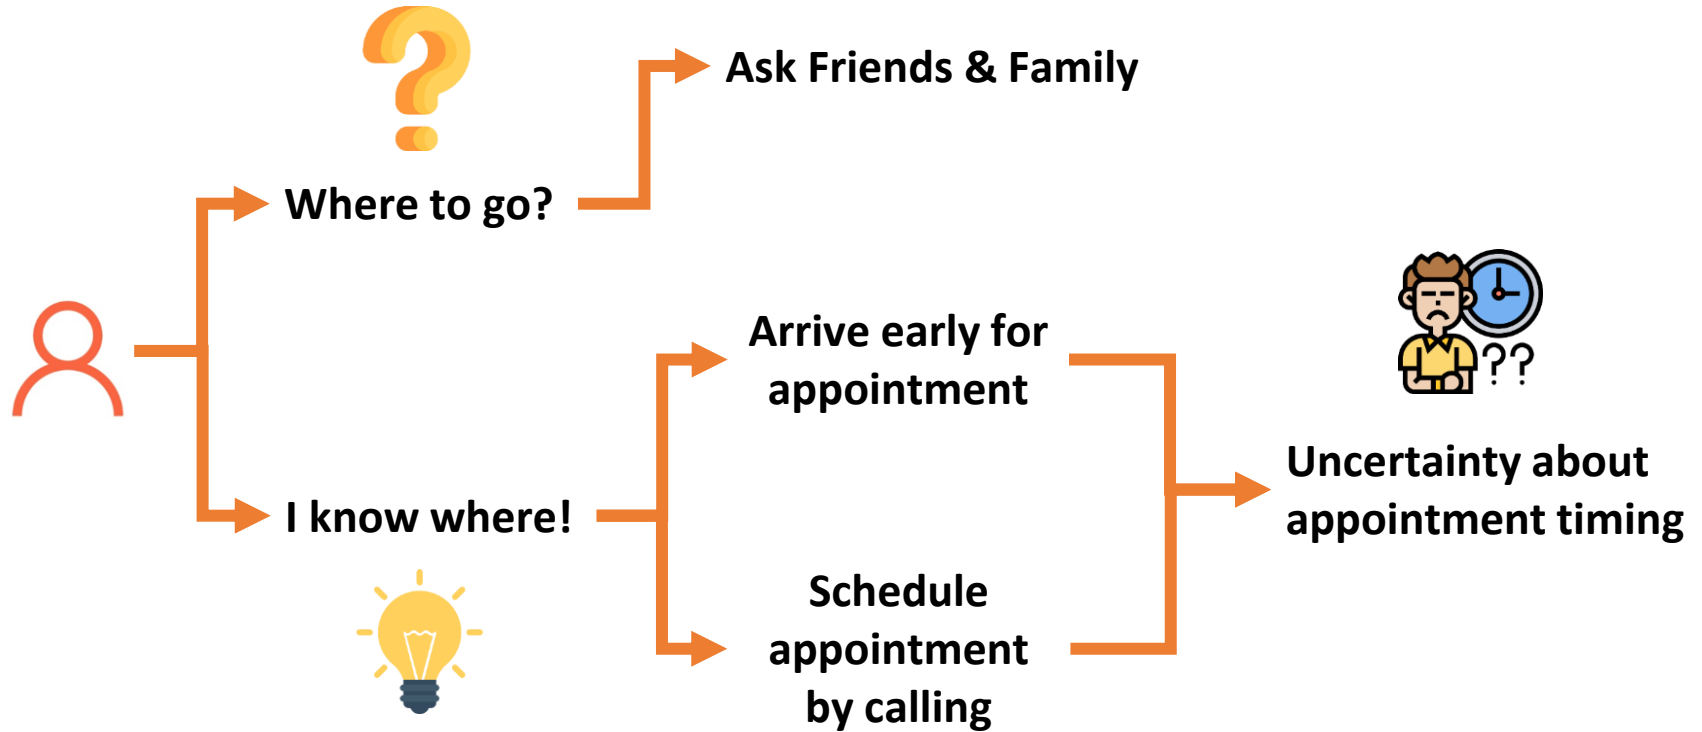 Ask Friends & Family
Where to go?
Arrive early for
appointment
Uncertainty about
appointment timing
I know where!
Schedule
appointment
by calling
??